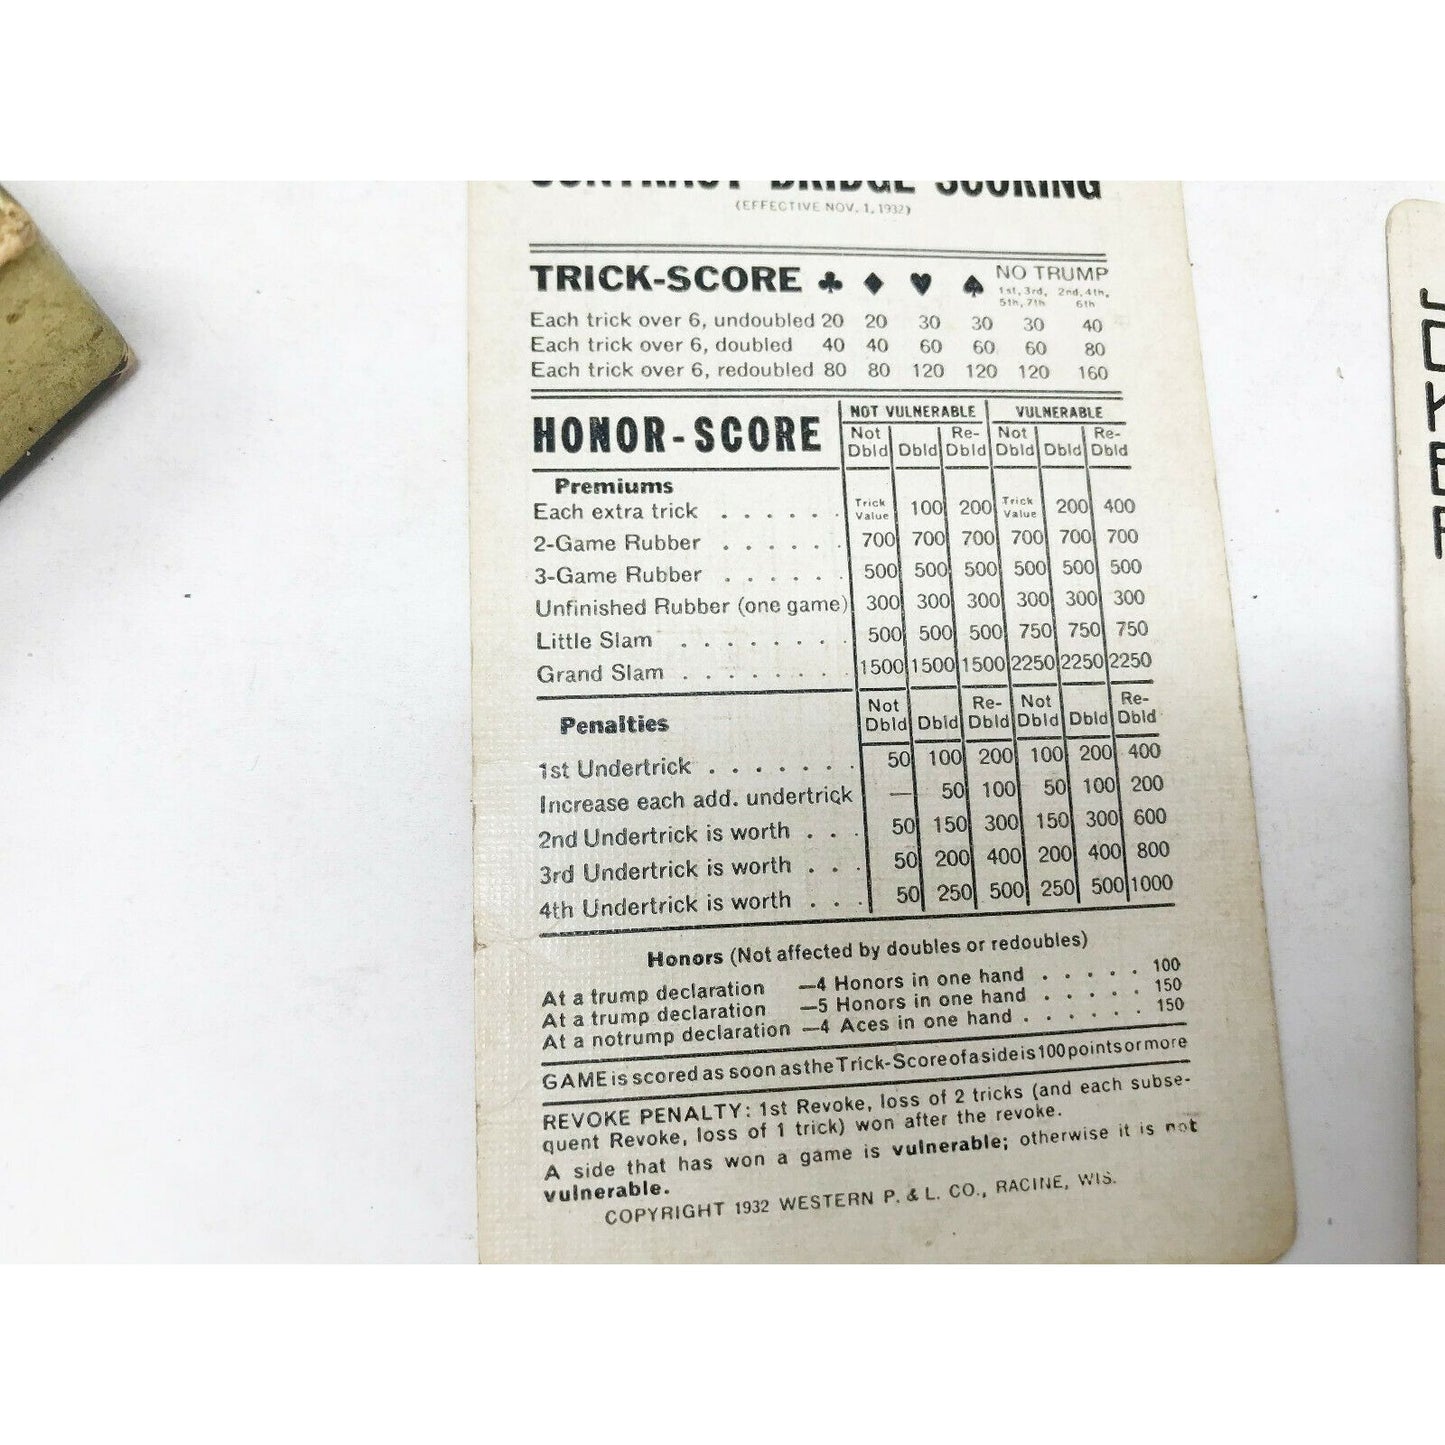 CONTRACT BRIDGE SCORING
(EFFECTIVE NOV. 1, 1932)
TRICK-SCORE ♣ ♦ ♥ ♠ NO TRUMP
1st, 3rd, 2nd, 4th,
5th, 7th 6th
Each trick over 6, undoubled 20 20 30 30 30 40
Each trick over 6, doubled 40 40 60 60 60 80
Each trick over 6, redoubled 80 80 120 120 120 160
HONOR-SCORE
NOT VULNERABLE VULNERABLE
Not Re- Not Re-
Dbld Dbld Dbld Dbld Dbld Dbld
Premiums
Each extra trick . . . . . . Trick Value 100 200 Trick Value 200 400
2-Game Rubber . . . . . . 700 700 700 700 700 700
3-Game Rubber . . . . . . 500 500 500 500 500 500
Unfinished Rubber (one game) 300 300 300 300 300 300
Little Slam . . . . . . . . 500 500 500 750 750 750
Grand Slam . . . . . . . . 1500 1500 1500 2250 2250 2250
Not Re- Not Re-
Penalties Dbld Dbld Dbld Dbld Dbld Dbld
1st Undertrick . . . . . . . 50 100 200 100 200 400
Increase each add. undertrick — 50 100 50 100 200
2nd Undertrick is worth . . . 50 150 300 150 300 600
3rd Undertrick is worth . . . 50 200 400 200 400 800
4th Undertrick is worth . . . 50 250 500 250 500 1000
Honors (Not affected by doubles or redoubles)
At a trump declaration —4 Honors in one hand . . . . . 100
At a trump declaration —5 Honors in one hand . . . . . 150
At a notrump declaration —4 Aces in one hand . . . . . . 150
GAME is scored as soon as the Trick-Score of a side is 100 points or more
REVOKE PENALTY: 1st Revoke, loss of 2 tricks (and each subse-
quent Revoke, loss of 1 trick) won after the revoke.
A side that has won a game is vulnerable; otherwise it is not
vulnerable.
COPYRIGHT 1932 WESTERN P. & L. CO., RACINE, WIS.
JOKER